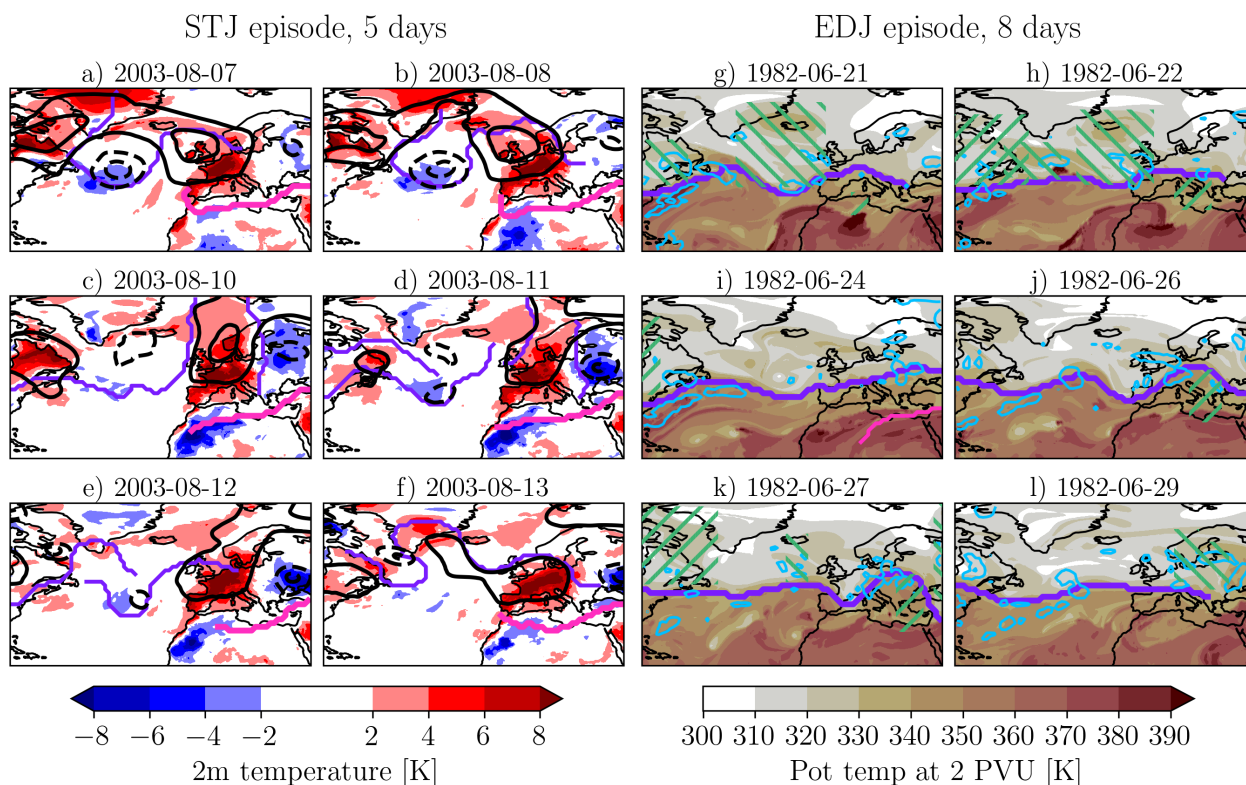 STJ episode, 5 days
EDJ episode, 8 days
a) 2003-08-07
b) 2003-08-08
g) 1982-06-21
h) 1982-06-22
c) 2003-08-10
d) 2003-08-11
i) 1982-06-24
j) 1982-06-26
e) 2003-08-12
f) 2003-08-13
k) 1982-06-27
l) 1982-06-29
−8 −6 −4 −2 2 4 6 8
2m temperature [K]
300 310 320 330 340 350 360 370 380 390
Pot temp at 2 PVU [K]